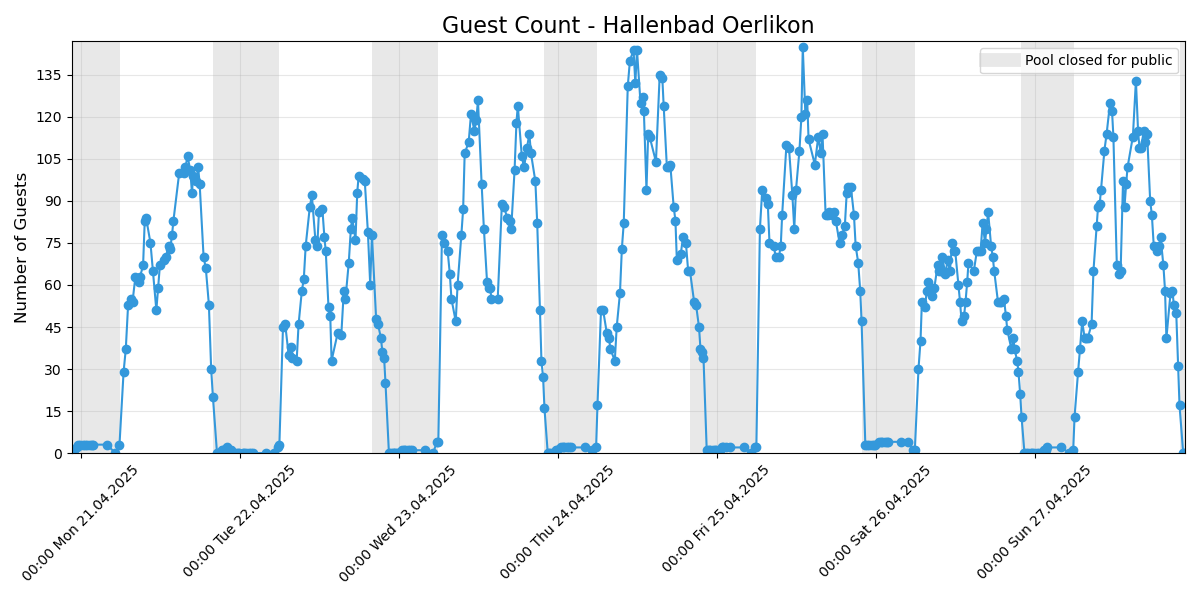 Guest Count - Hallenbad Oerlikon
Pool closed for public
Number of Guests
135
120
105
90
75
60
45
30
15
0
00:00 Mon 21.04.2025
00:00 Tue 22.04.2025
00:00 Wed 23.04.2025
00:00 Thu 24.04.2025
00:00 Fri 25.04.2025
00:00 Sat 26.04.2025
00:00 Sun 27.04.2025